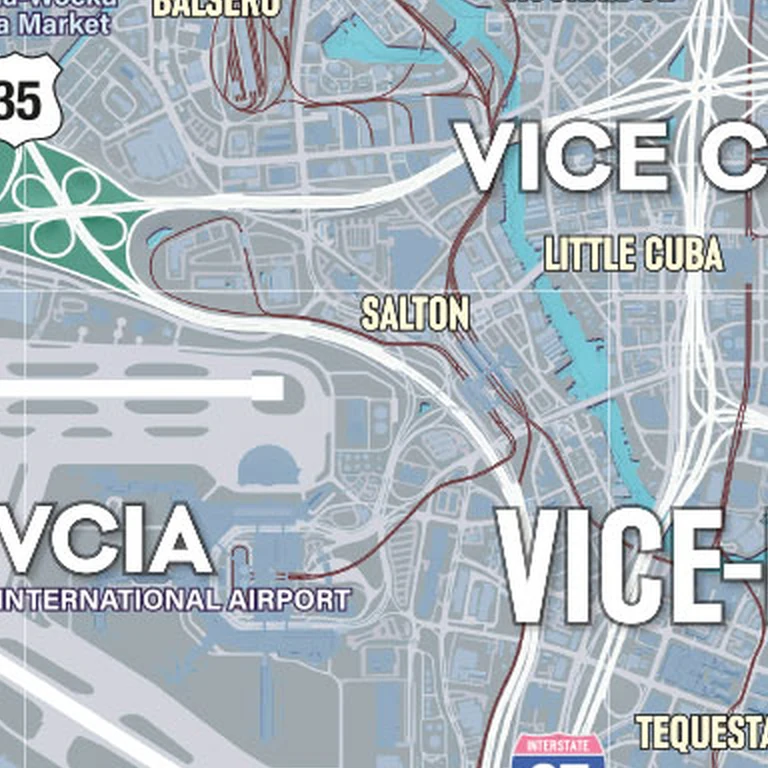 BALSERO
a Market
35
VICE C
LITTLE CUBA
SALTON
VCIA
INTERNATIONAL AIRPORT
VICE-
TEQUESTA
INTERSTATE